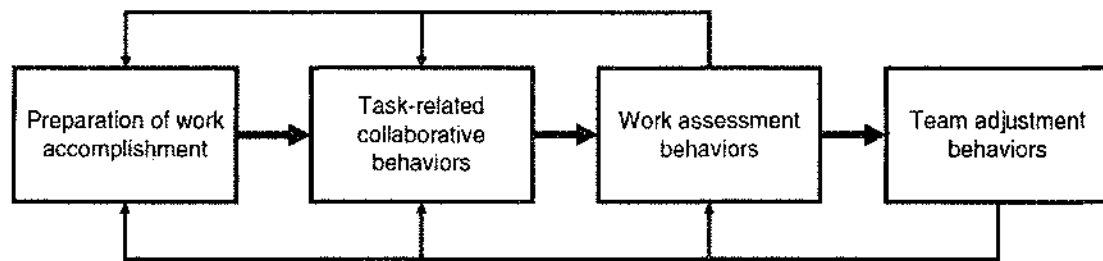 Preparation of work
accomplishment
Task-related
collaborative
behaviors
Work assessment
behaviors
Team adjustment
behaviors